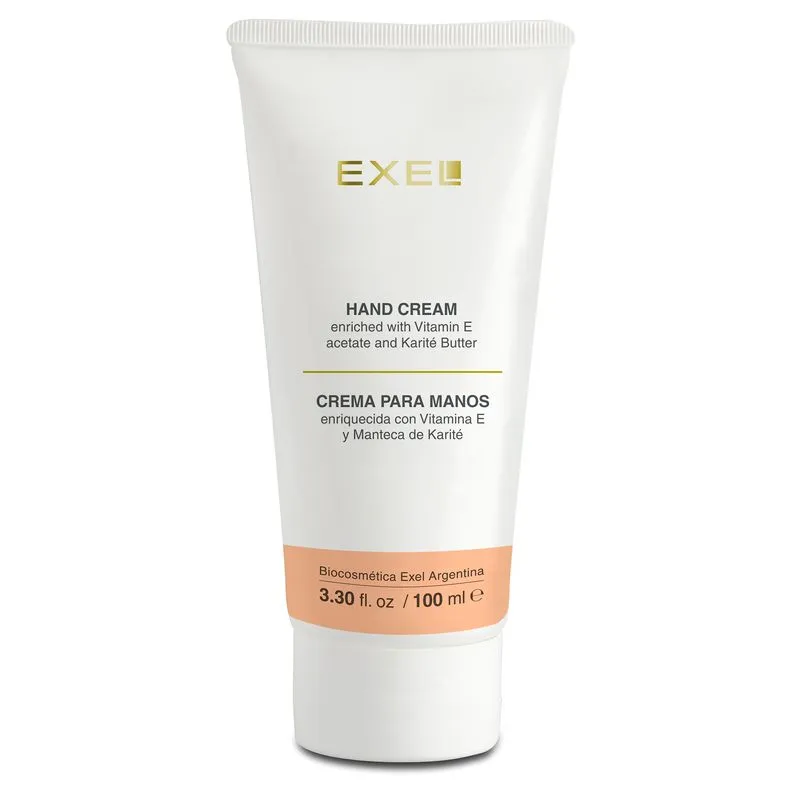 EXEL
HAND CREAM
enriched with Vitamin E
acetate and Karité Butter
CREMA PARA MANOS
enriquecida con Vitamina E
y Manteca de Karité
Biocosmética Exel Argentina
3.30 fl. oz / 100 ml ℮